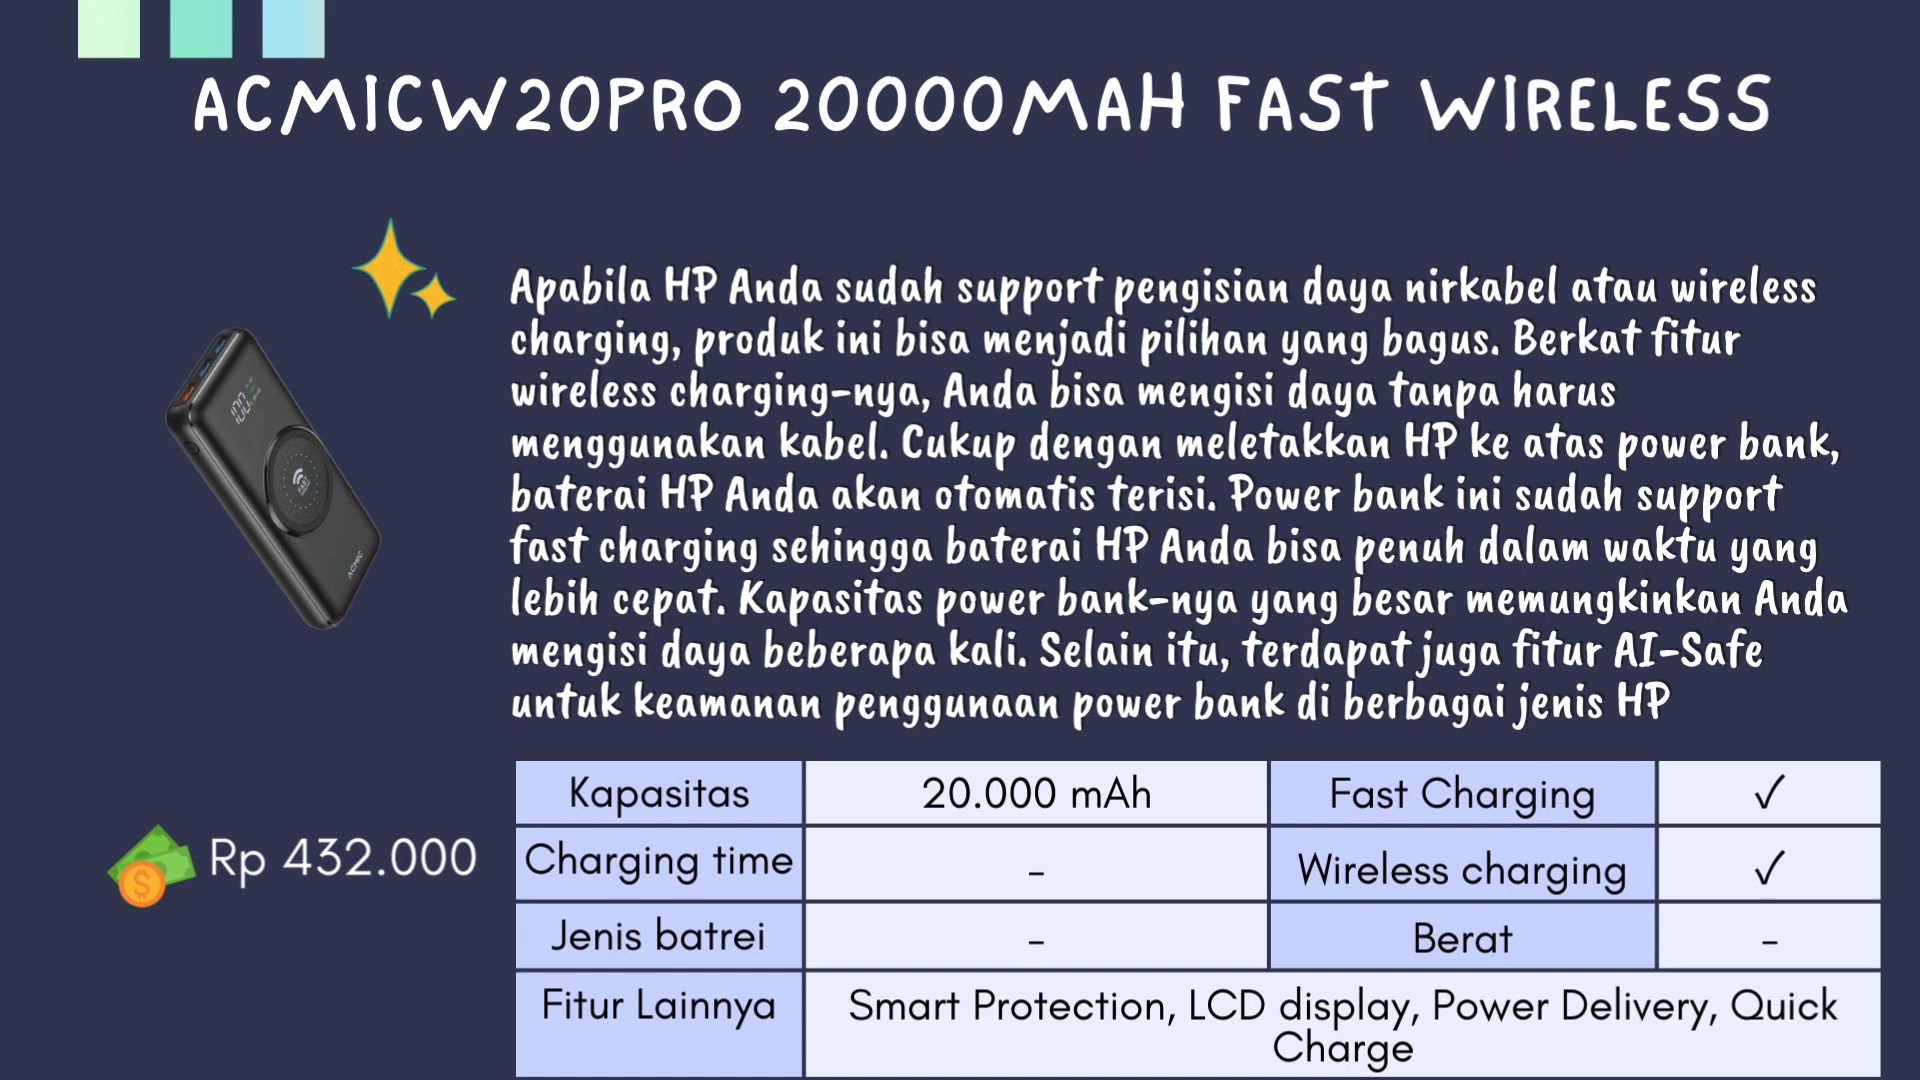 ACMICW20PRO 20000MAH FAST WIRELESS
Apabila HP Anda sudah support pengisian daya nirkabel atau wireless
charging, produk ini bisa menjadi pilihan yang bagus. Berkat fitur
wireless charging-nya, Anda bisa mengisi daya tanpa harus
menggunakan kabel. Cukup dengan meletakkan HP ke atas power bank,
baterai HP Anda akan otomatis terisi. Power bank ini sudah support
fast charging sehingga baterai HP Anda bisa penuh dalam waktu yang
lebih cepat. Kapasitas power bank-nya yang besar memungkinkan Anda
mengisi daya beberapa kali. Selain itu, terdapat juga fitur AI-Safe
untuk keamanan penggunaan power bank di berbagai jenis HP
FAST
ACMIC
Rp 432.000
Kapasitas 20.000 mAh Fast Charging ✓
Charging time - Wireless charging ✓
Jenis batrei - Berat -
Fitur Lainnya Smart Protection, LCD display, Power Delivery, Quick
Charge